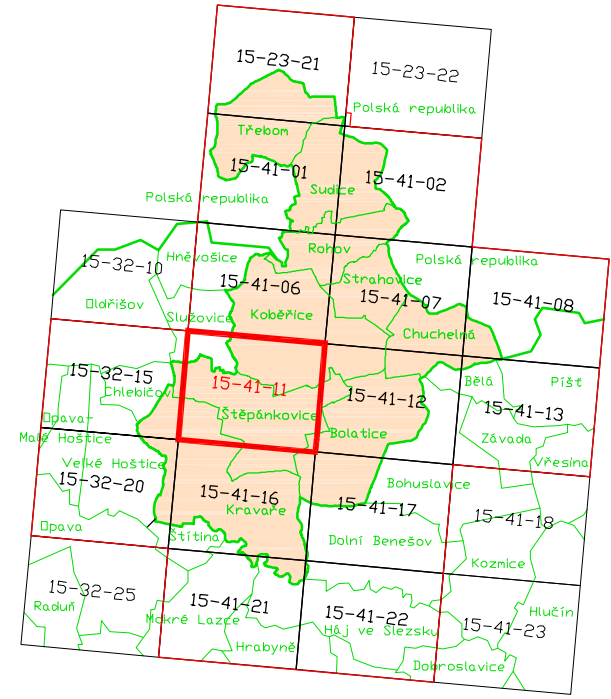 15-23-21
15-23-22
Polská republika
Třebom
15-41-01
15-41-02
Sudice
Polská republika
Rohov
Hněvošice
Polská republika
15-32-10
15-41-06
Strahovice
15-41-07
15-41-08
Oldřišov
Služovice
Kobeřice
Chuchelná
15-32-15
15-41-11
15-41-12
Bělá
Píšť
Chlebičov
Štěpánkovice
15-41-13
Opava-
Malé Hoštice
Bolatice
Závada
Velké Hoštice
Vřesina
15-32-20
15-41-16
Bohuslavice
Kravaře
15-41-17
15-41-18
Opava
Štítina
Dolní Benešov
Kozmice
15-32-25
Raduň
15-41-21
15-41-22
Hlučín
Mokré Lazce
Háj ve Slezsku
15-41-23
Hrabyně
Dobroslavice